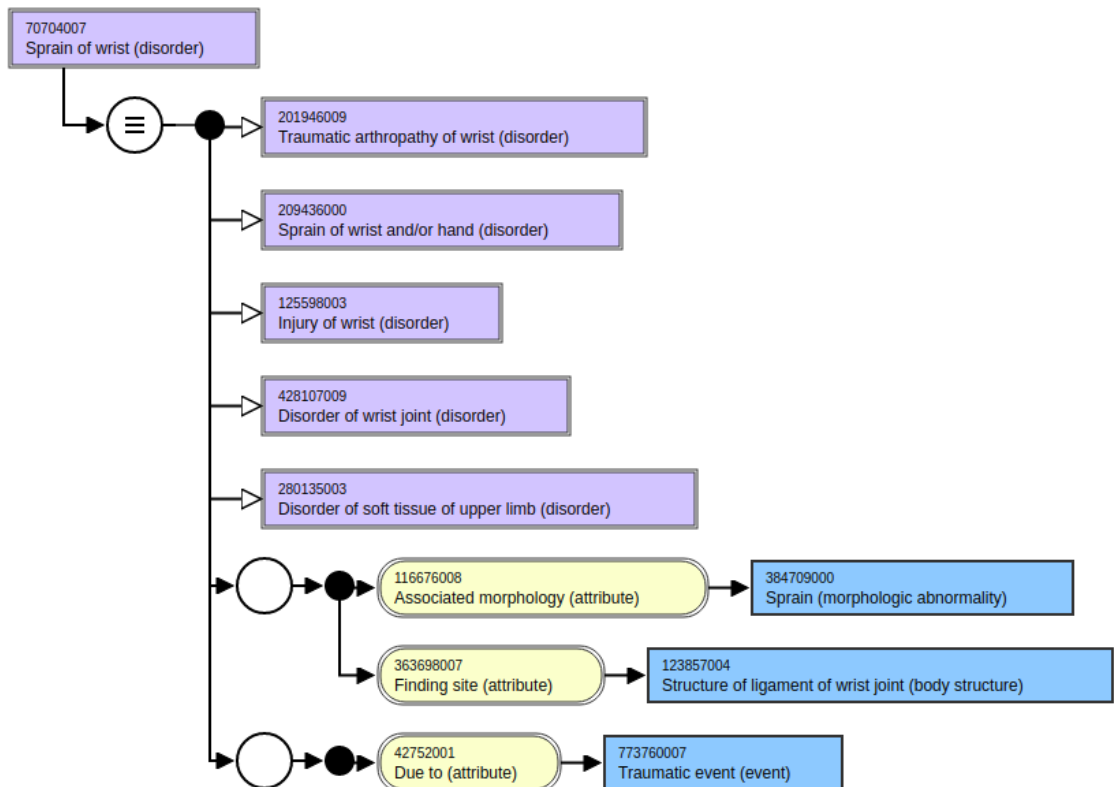 70704007
Sprain of wrist (disorder)
201946009
Traumatic arthropathy of wrist (disorder)
209436000
Sprain of wrist and/or hand (disorder)
125598003
Injury of wrist (disorder)
428107009
Disorder of wrist joint (disorder)
280135003
Disorder of soft tissue of upper limb (disorder)
116676008
Associated morphology (attribute)
384709000
Sprain (morphologic abnormality)
363698007
Finding site (attribute)
123857004
Structure of ligament of wrist joint (body structure)
42752001
Due to (attribute)
773760007
Traumatic event (event)